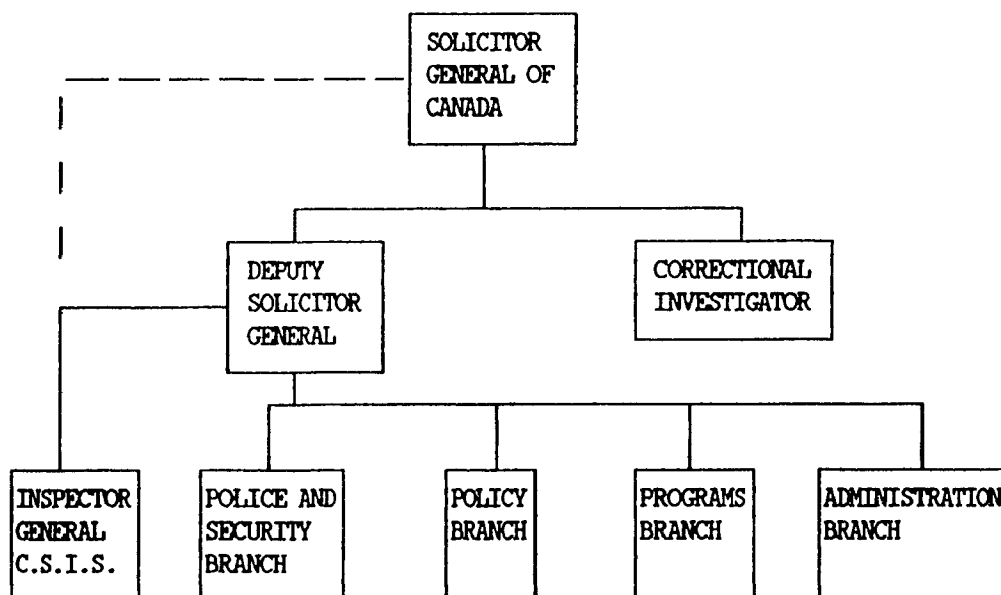 SOLICITOR
GENERAL OF
CANADA
DEPUTY
SOLICITOR
GENERAL
CORRECTIONAL
INVESTIGATOR
INSPECTOR
GENERAL
C.S.I.S.
POLICE AND
SECURITY
BRANCH
POLICY
BRANCH
PROGRAMS
BRANCH
ADMINISTRATION
BRANCH